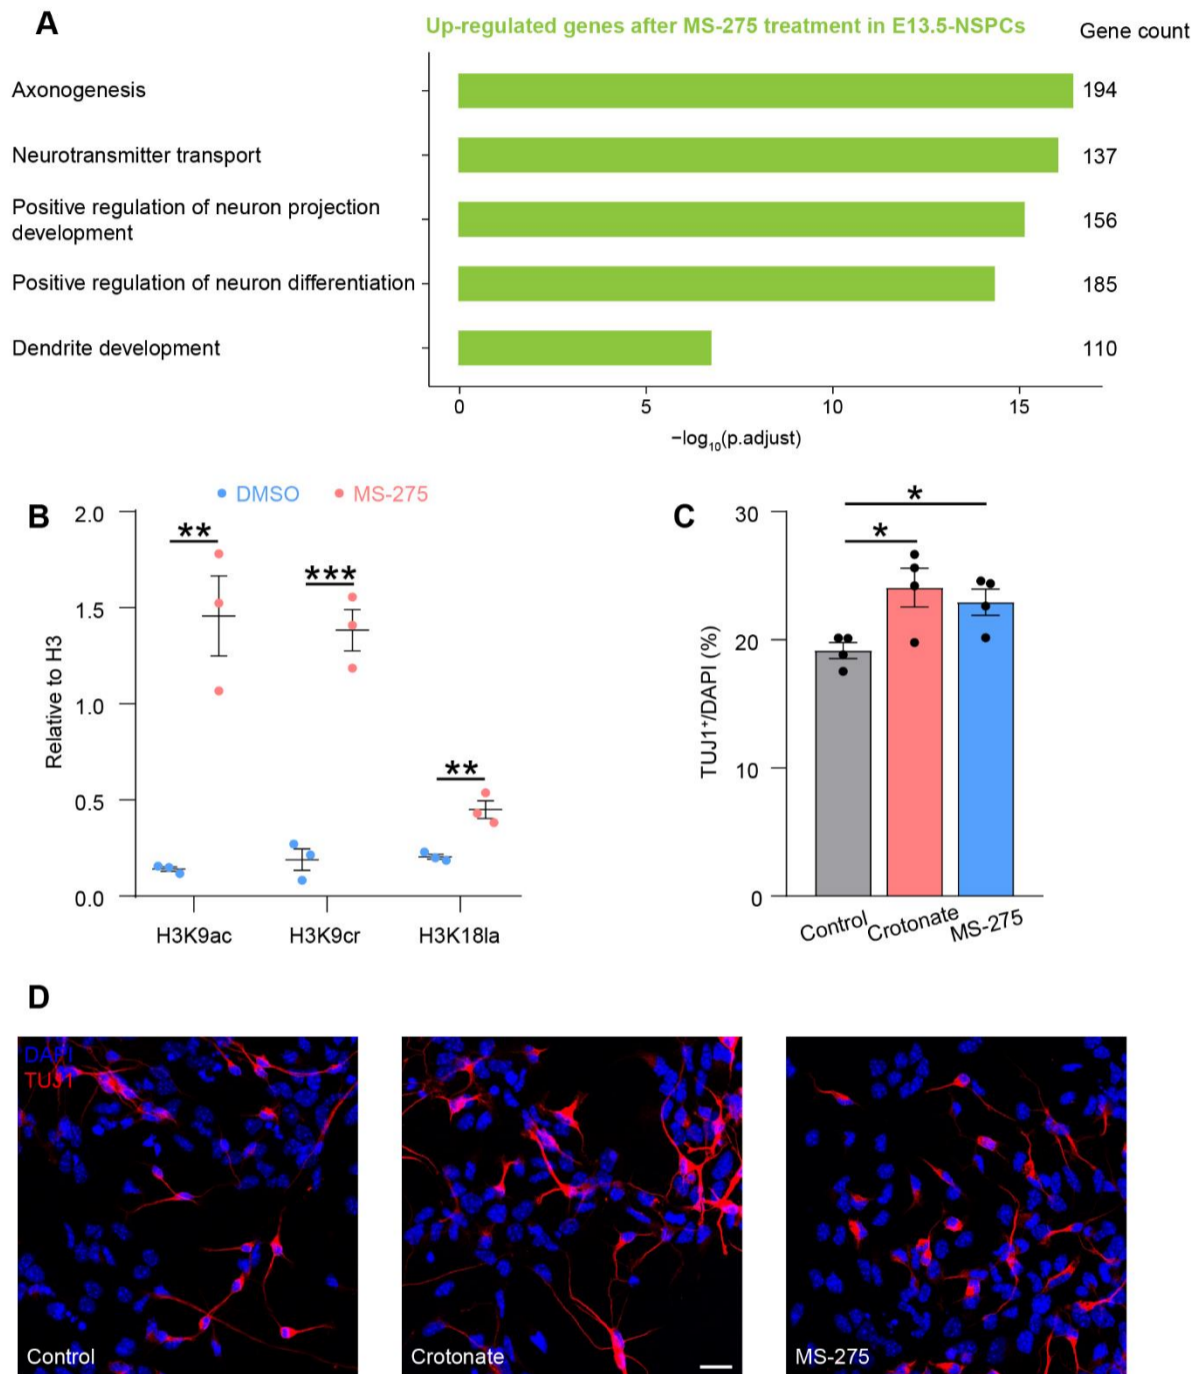 A
Up-regulated genes after MS-275 treatment in E13.5-NSPCs
Gene count
Axonogenesis
194
Neurotransmitter transport
137
Positive regulation of neuron projection
development
156
Positive regulation of neuron differentiation
185
Dendrite development
110
0 5 10 15
−log10(p.adjust)
B
DMSO MS-275
Relative to H3
2.0
1.5
1.0
0.5
0.0
**
***
**
H3K9ac H3K9cr H3K18la
C
TUJ1+/DAPI (%)
30
20
10
0
*
*
Control Crotonate MS-275
D
DAPI
TUJ1
Control
Crotonate
MS-275